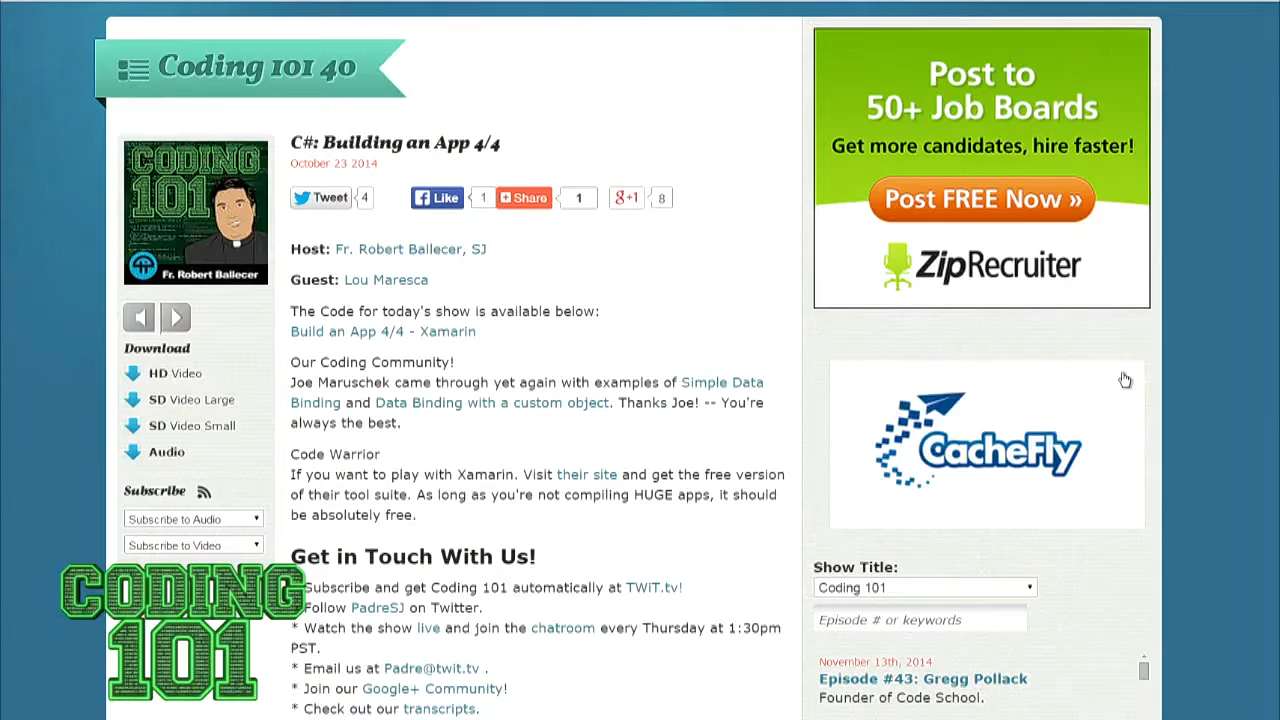 Coding 101 40
CODING
101
Fr. Robert Ballecer
Download
HD Video
SD Video Large
SD Video Small
Audio
Subscribe
Subscribe to Audio
Subscribe to Video
C#: Building an App 4/4
October 23 2014
Tweet 4
Like 1
Share 1
g+1 8
Host: Fr. Robert Ballecer, SJ
Guest: Lou Maresca
The Code for today's show is available below:
Build an App 4/4 - Xamarin
Our Coding Community!
Joe Maruschek came through yet again with examples of Simple Data
Binding and Data Binding with a custom object. Thanks Joe! -- You're
always the best.
Code Warrior
If you want to play with Xamarin. Visit their site and get the free version
of their tool suite. As long as you're not compiling HUGE apps, it should
be absolutely free.
Get in Touch With Us!
Subscribe and get Coding 101 automatically at TWiT.tv!
Follow PadreSJ on Twitter.
* Watch the show live and join the chatroom every Thursday at 1:30pm
PST.
* Email us at Padre@twit.tv .
* Join our Google+ Community!
* Check out our transcripts.
Post to
50+ Job Boards
Get more candidates, hire faster!
Post FREE Now »
ZipRecruiter
CacheFly
Show Title:
Coding 101
Episode # or keywords
November 13th, 2014
Episode #43: Gregg Pollack
Founder of Code School.
CODING
101